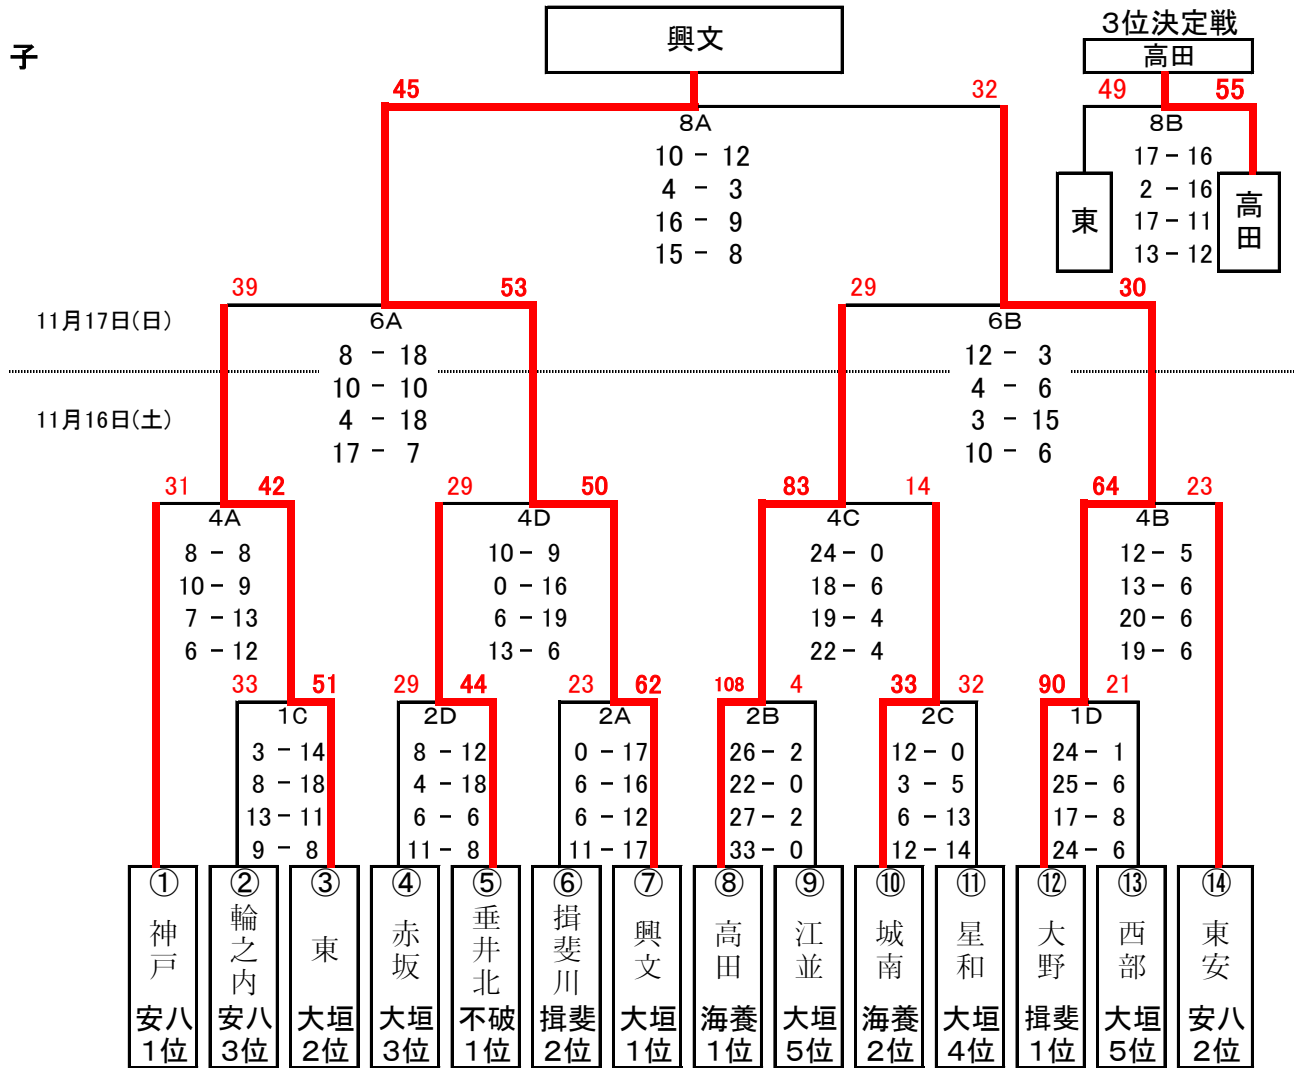 子
興文
3位決定戦
高田
45
32
49
55
8A
10 - 12
4 - 3
16 - 9
15 - 8
8B
17 - 16
2 - 16
17 - 11
13 - 12
東
高田
11月17日(日)
39
53
6A
8 - 18
10 - 10
4 - 18
17 - 7
29
30
6B
12 - 3
4 - 6
3 - 15
10 - 6
11月16日(土)
31
42
4A
8 - 8
10 - 9
7 - 13
6 - 12
29
50
4D
10 - 9
0 - 16
6 - 19
13 - 6
83
14
4C
24 - 0
18 - 6
19 - 4
22 - 4
64
23
4B
12 - 5
13 - 6
20 - 6
19 - 6
33
51
1C
3 - 14
8 - 18
13 - 11
9 - 8
29
44
2D
8 - 12
4 - 18
6 - 6
11 - 8
23
62
2A
0 - 17
6 - 16
6 - 12
11 - 17
108
4
2B
26 - 2
22 - 0
27 - 2
33 - 0
33
32
2C
12 - 0
3 - 5
6 - 13
12 - 14
90
21
1D
24 - 1
25 - 6
17 - 8
24 - 6
①
神戸
安八
1位
②
輪之内
安八
3位
③
東
大垣
2位
④
赤坂
大垣
3位
⑤
垂井北
不破
1位
⑥
揖斐川
揖斐
2位
⑦
興文
大垣
1位
⑧
高田
海養
1位
⑨
江並
大垣
5位
⑩
城南
海養
2位
⑪
星和
大垣
4位
⑫
大野
揖斐
1位
⑬
西部
大垣
5位
⑭
東安
安八
2位